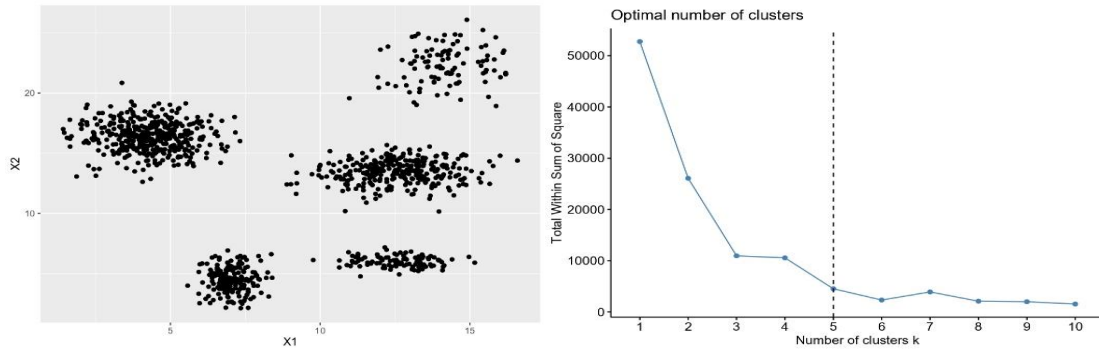 20
10
X2
5
10
15
X1
Optimal number of clusters
50000
40000
30000
20000
10000
0
Total Within Sum of Square
1 2 3 4 5 6 7 8 9 10
Number of clusters k